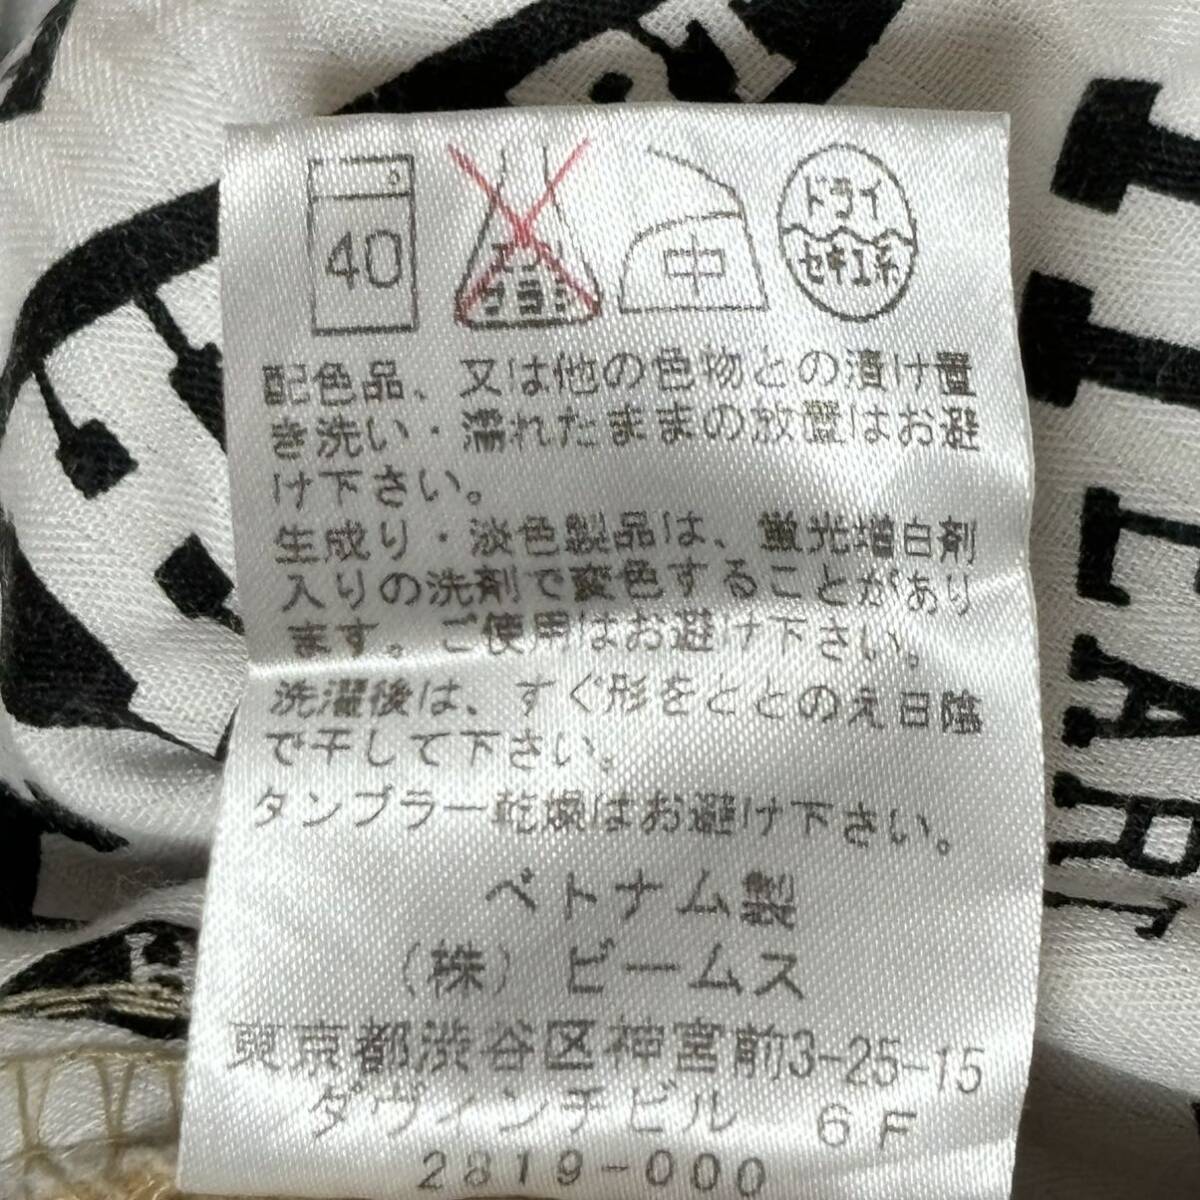 40
エンソ
サラシ
中
ドライ
セキユ系
配色品、又は他の色物との漬け置
き洗い・濡れたままの放置はお避
け下さい。
生成り・淡色製品は、蛍光増白剤
入りの洗剤で変色することがあり
ます。ご使用はお避け下さい。
洗濯後は、すぐ形をととのえ日陰
で干して下さい。
タンブラー乾燥はお避け下さい。
ベトナム製
(株)ビームス
東京都渋谷区神宮前3-25-15
ダヴィンチビル 6F
2819-000